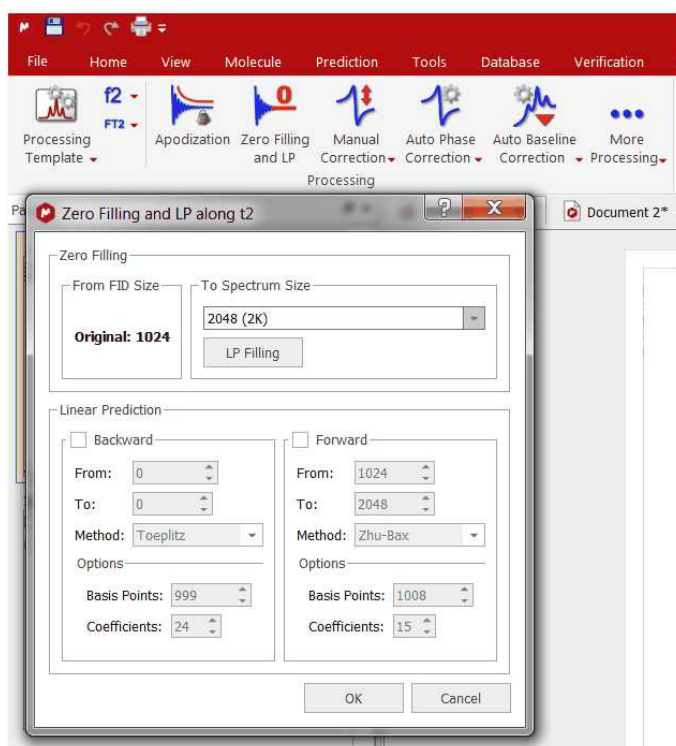 File Home View Molecule Prediction Tools Database Verification
f2
FT2
0
Processing Apodization Zero Filling Manual Auto Phase Auto Baseline More
Template and LP Correction Correction Correction Processing
Processing
Pa
Zero Filling and LP along t2
?
X
Document 2*
Zero Filling
From FID Size To Spectrum Size
2048 (2K)
Original: 1024
LP Filling
Linear Prediction
Backward Forward
From: 0 From: 1024
To: 0 To: 2048
Method: Toeplitz Method: Zhu-Bax
Options Options
Basis Points: 999 Basis Points: 1008
Coefficients: 24 Coefficients: 15
OK Cancel